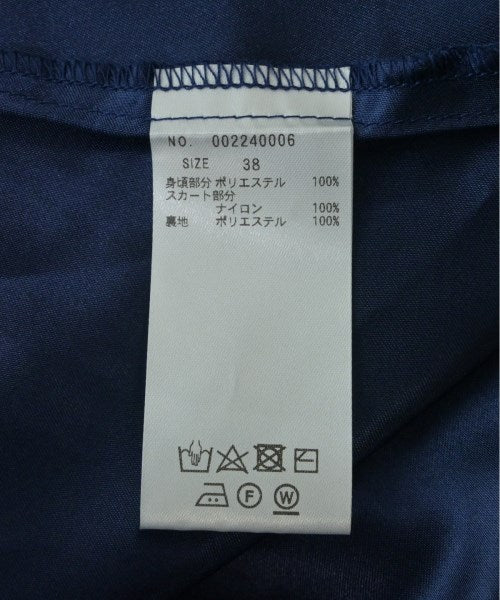 NO. 002240006
SIZE 38
身頃部分 ポリエステル 100%
スカート部分
ナイロン 100%
裏地 ポリエステル 100%
F W